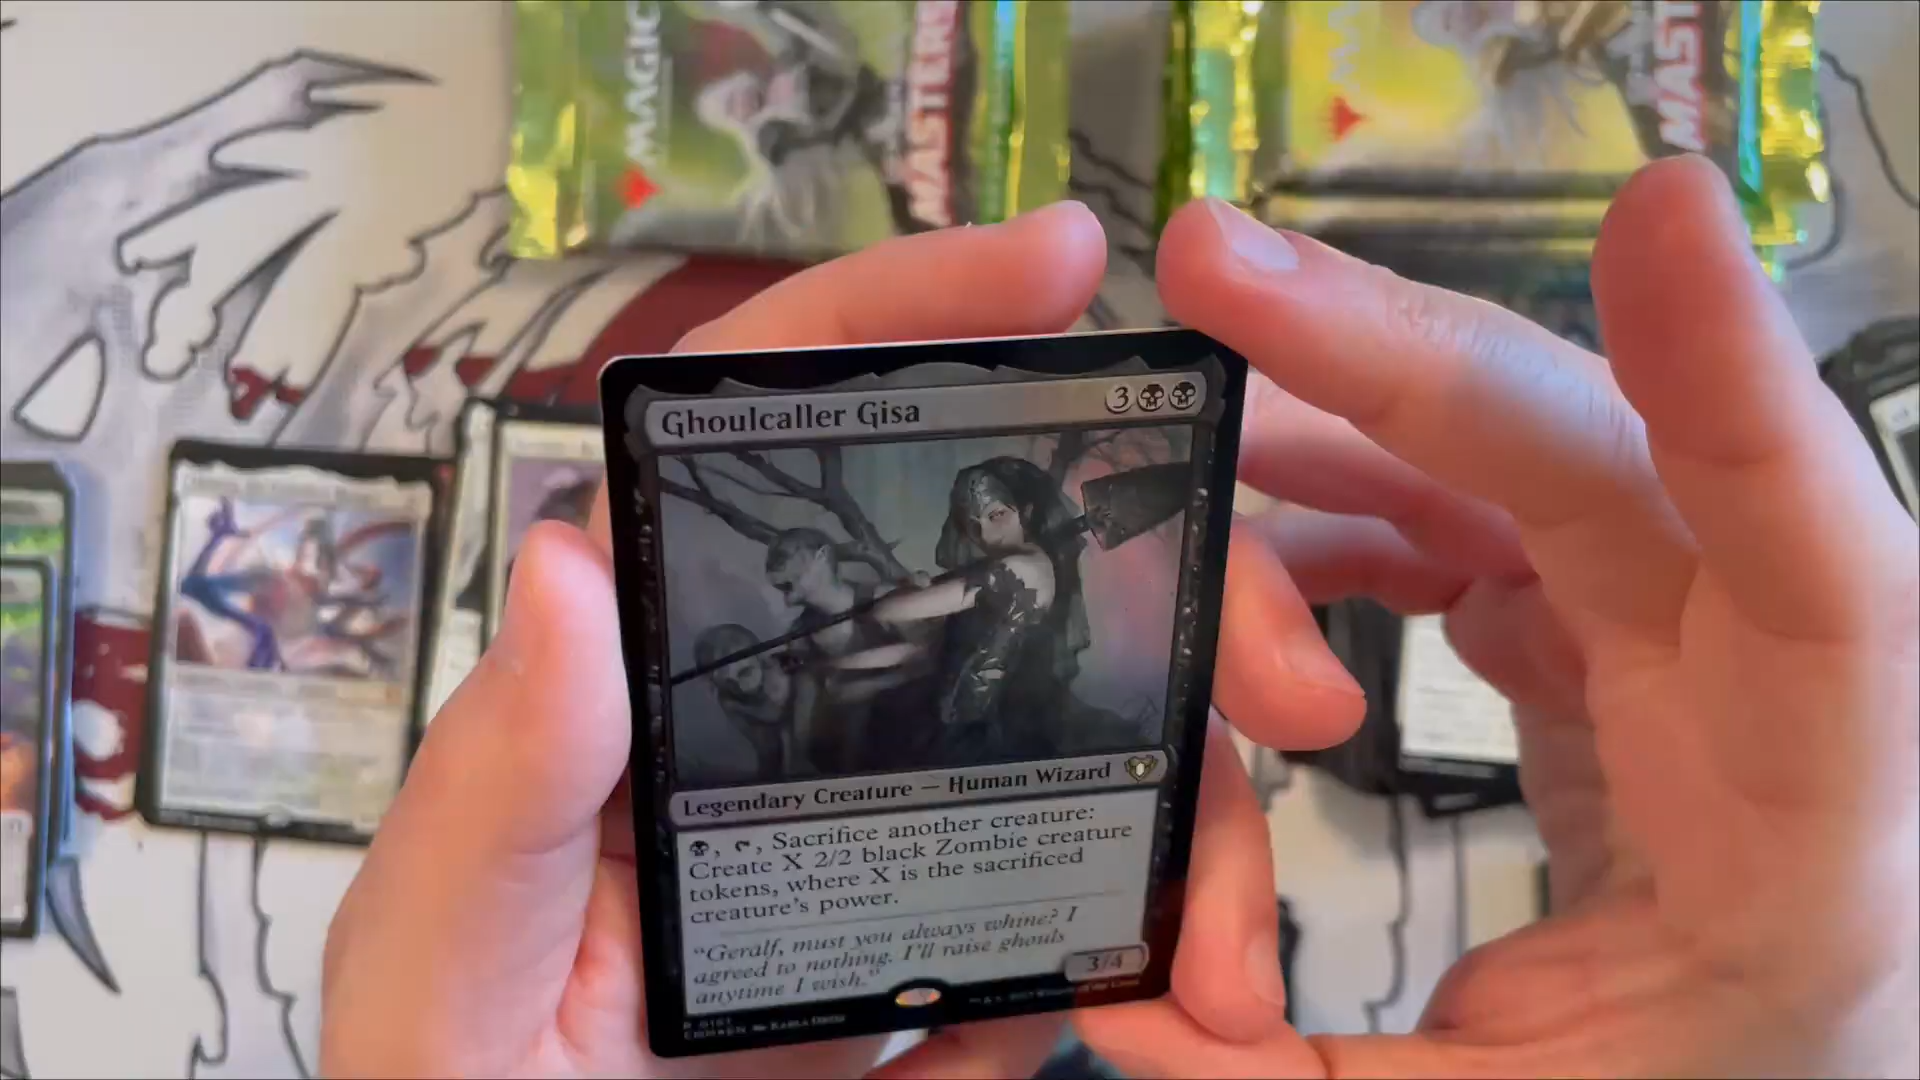 MAGIC
MASTERS
MAST
Ghoulcaller Gisa
3
Legendary Creature — Human Wizard
, , Sacrifice another creature:
Create X 2/2 black Zombie creature
tokens, where X is the sacrificed
creature's power.
"Geralf, must you always whine? I
agreed to nothing. I'll raise ghouls
anytime I wish."
3/4